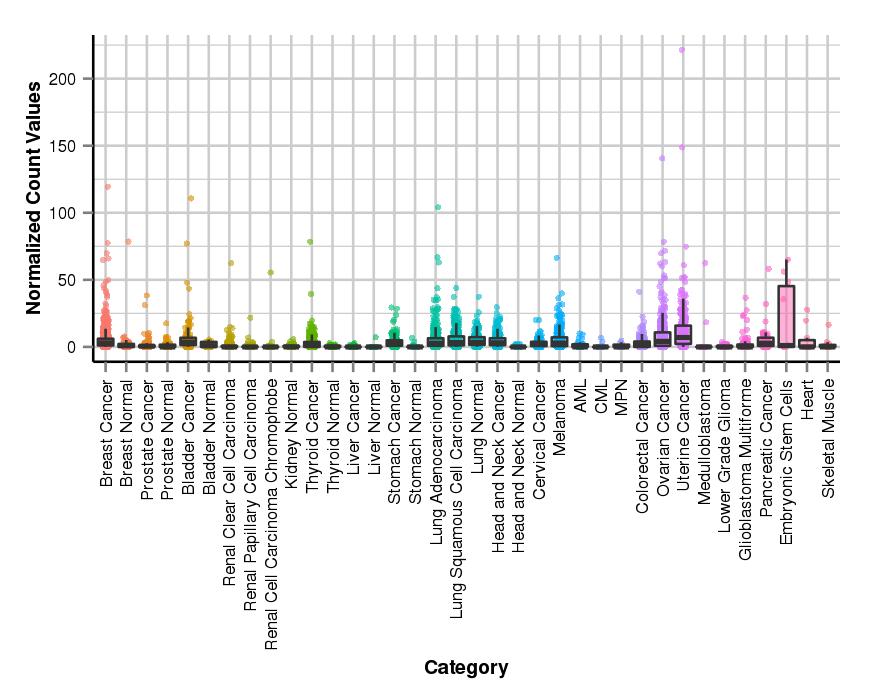 Normalized Count Values
200
150
100
50
0
Breast Cancer
Breast Normal
Prostate Cancer
Prostate Normal
Bladder Cancer
Bladder Normal
Renal Clear Cell Carcinoma
Renal Papillary Cell Carcinoma
Renal Cell Carcinoma Chromophobe
Kidney Normal
Thyroid Cancer
Thyroid Normal
Liver Cancer
Liver Normal
Stomach Cancer
Stomach Normal
Lung Adenocarcinoma
Lung Squamous Cell Carcinoma
Lung Normal
Head and Neck Cancer
Head and Neck Normal
Cervical Cancer
Melanoma
AML
CML
MPN
Colorectal Cancer
Ovarian Cancer
Uterine Cancer
Medulloblastoma
Lower Grade Glioma
Glioblastoma Multiforme
Pancreatic Cancer
Embryonic Stem Cells
Heart
Skeletal Muscle
Category